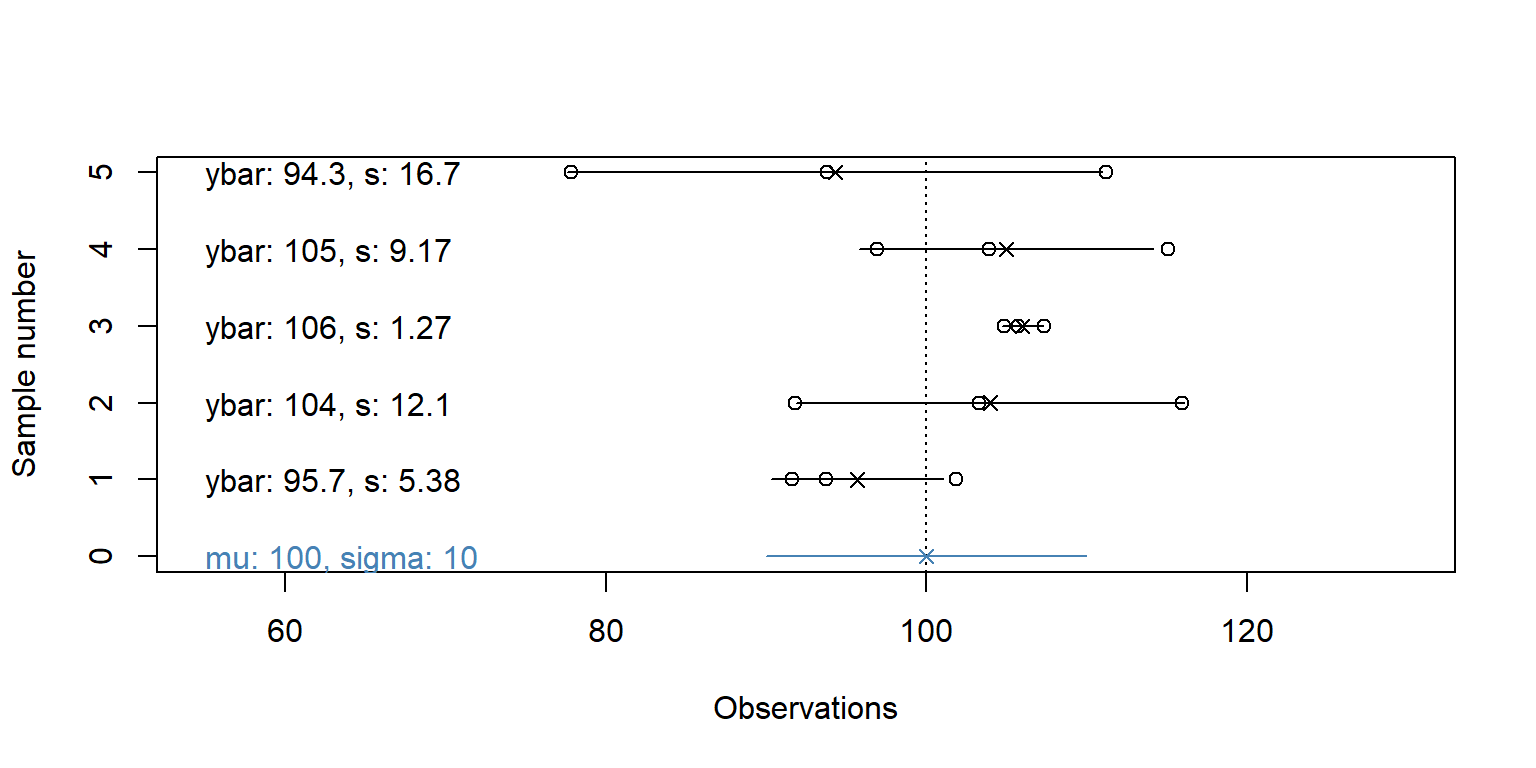 5 ybar: 94.3, s: 16.7
4 ybar: 105, s: 9.17
3 ybar: 106, s: 1.27
2 ybar: 104, s: 12.1
1 ybar: 95.7, s: 5.38
0 mu: 100, sigma: 10
Sample number
60 80 100 120
Observations